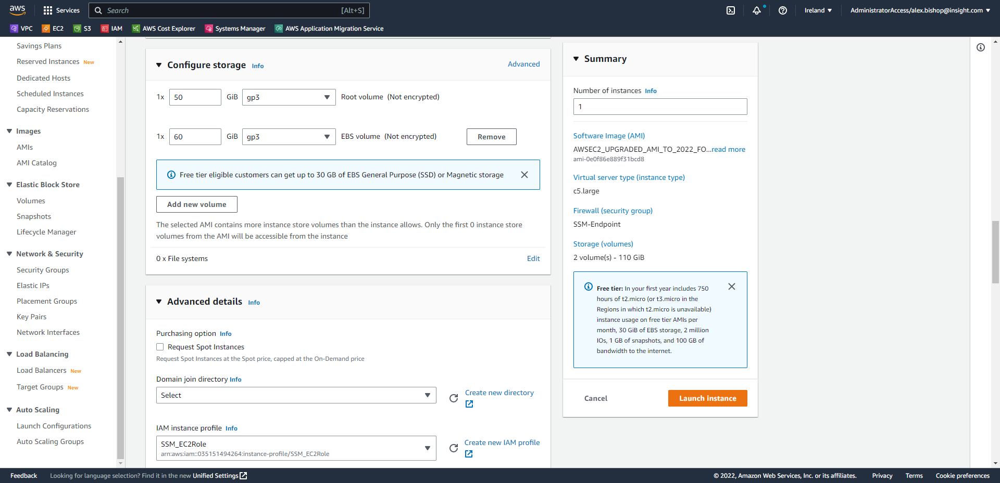 aws
Services
Search
[Alt+S]
Ireland
AdministratorAccess/alex.bishop@insight.com
VPC
EC2
S3
IAM
AWS Cost Explorer
Systems Manager
AWS Application Migration Service
Savings Plans
Reserved Instances New
Dedicated Hosts
Scheduled Instances
Capacity Reservations
Images
AMIs
AMI Catalog
Elastic Block Store
Volumes
Snapshots
Lifecycle Manager
Network & Security
Security Groups
Elastic IPs
Placement Groups
Key Pairs
Network Interfaces
Load Balancing
Load Balancers New
Target Groups New
Auto Scaling
Launch Configurations
Auto Scaling Groups
Configure storage Info
Advanced
1x 50 GiB gp3 Root volume (Not encrypted)
1x 60 GiB gp3 EBS volume (Not encrypted) Remove
Free tier eligible customers can get up to 30 GB of EBS General Purpose (SSD) or Magnetic storage
Add new volume
The selected AMI contains more instance store volumes than the instance allows. Only the first 0 instance store
volumes from the AMI will be accessible from the instance
0 x File systems
Edit
Advanced details Info
Purchasing option Info
Request Spot Instances
Request Spot Instances at the Spot price, capped at the On-Demand price
Domain join directory Info
Select
Create new directory
IAM instance profile Info
SSM_EC2Role
arn:aws:iam::035151494264:instance-profile/SSM_EC2Role
Create new IAM profile
Summary
Number of instances Info
1
Software Image (AMI)
AWSEC2_UPGRADED_AMI_TO_2022_FO...read more
ami-0e0f86e889f31bcd8
Virtual server type (instance type)
c5.large
Firewall (security group)
SSM-Endpoint
Storage (volumes)
2 volume(s) - 110 GiB
Free tier: In your first year includes 750
hours of t2.micro (or t3.micro in the
Regions in which t2.micro is unavailable)
instance usage on free tier AMIs per
month, 30 GiB of EBS storage, 2 million
IOs, 1 GB of snapshots, and 100 GB of
bandwidth to the internet.
Cancel
Launch instance
Feedback
Looking for language selection? Find it in the new Unified Settings
© 2022, Amazon Web Services, Inc. or its affiliates.
Privacy
Terms
Cookie preferences